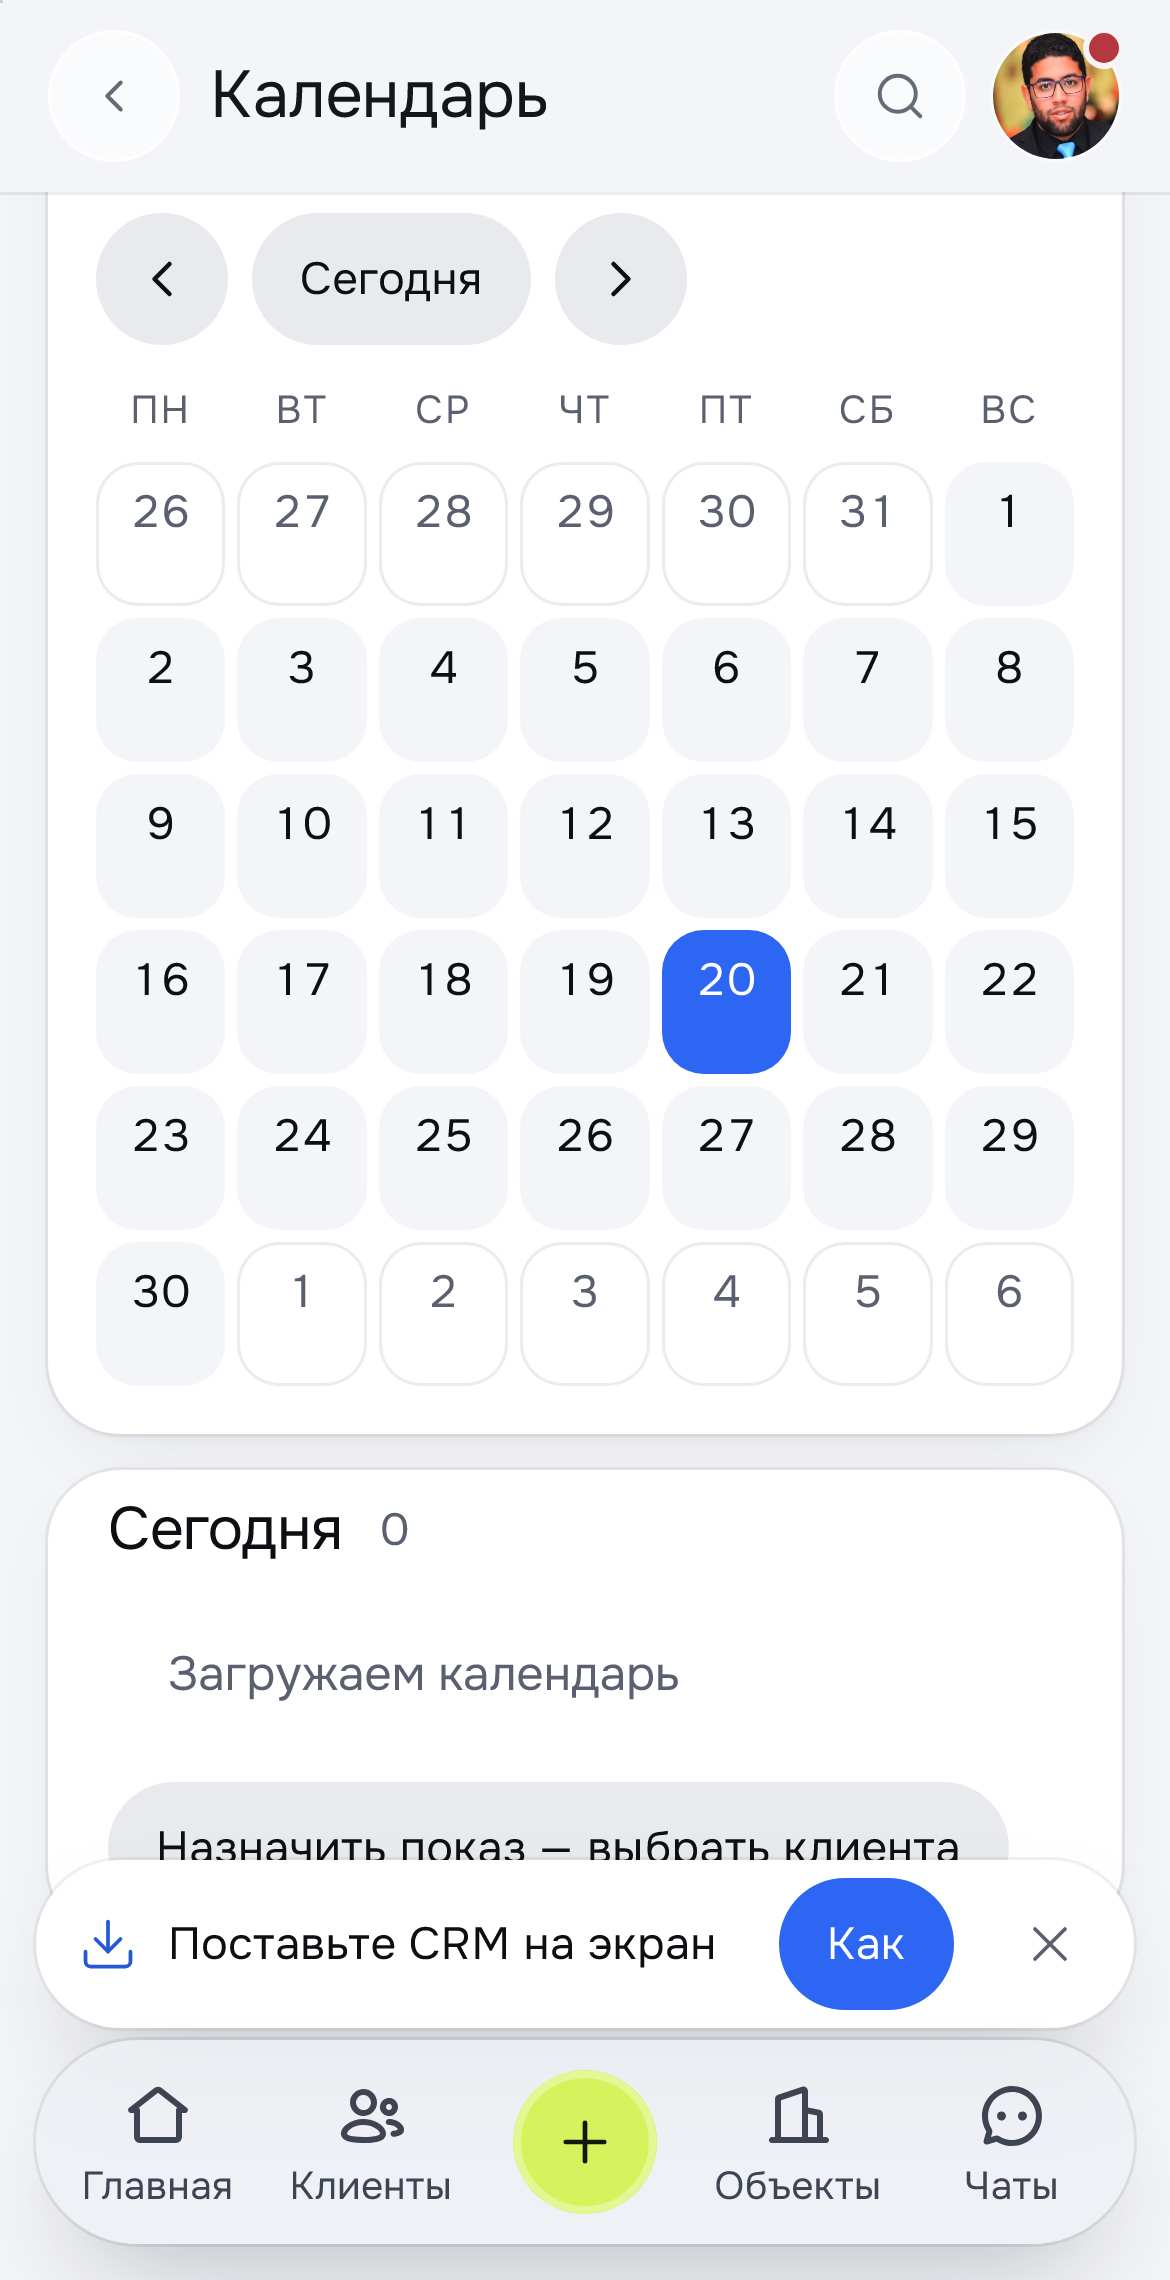 Календарь
Сегодня
ПН ВТ СР ЧТ ПТ СБ ВС
26 27 28 29 30 31 1
2 3 4 5 6 7 8
9 10 11 12 13 14 15
16 17 18 19 20 21 22
23 24 25 26 27 28 29
30 1 2 3 4 5 6
Сегодня 0
Загружаем календарь
Назначить показ — выбрать клиента
Поставьте CRM на экран Как
Главная Клиенты Объекты Чаты